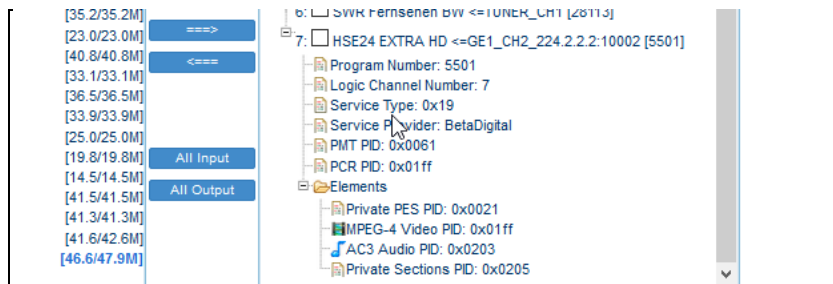 [35.2/35.2M]
[23.0/23.0M]
[40.8/40.8M]
[33.1/33.1M]
[36.5/36.5M]
[33.9/33.9M]
[25.0/25.0M]
[19.8/19.8M]
[14.5/14.5M]
[41.5/41.5M]
[41.3/41.3M]
[41.6/42.6M]
[46.6/47.9M]
===>
<===
All Input
All Output
6: SWR Fernsehen BW <=TUNER_CH1 [28113]
7: HSE24 EXTRA HD <=GE1_CH2_224.2.2.2:10002 [5501]
Program Number: 5501
Logic Channel Number: 7
Service Type: 0x19
Service Provider: BetaDigital
PMT PID: 0x0061
PCR PID: 0x01ff
Elements
Private PES PID: 0x0021
MPEG-4 Video PID: 0x01ff
AC3 Audio PID: 0x0203
Private Sections PID: 0x0205